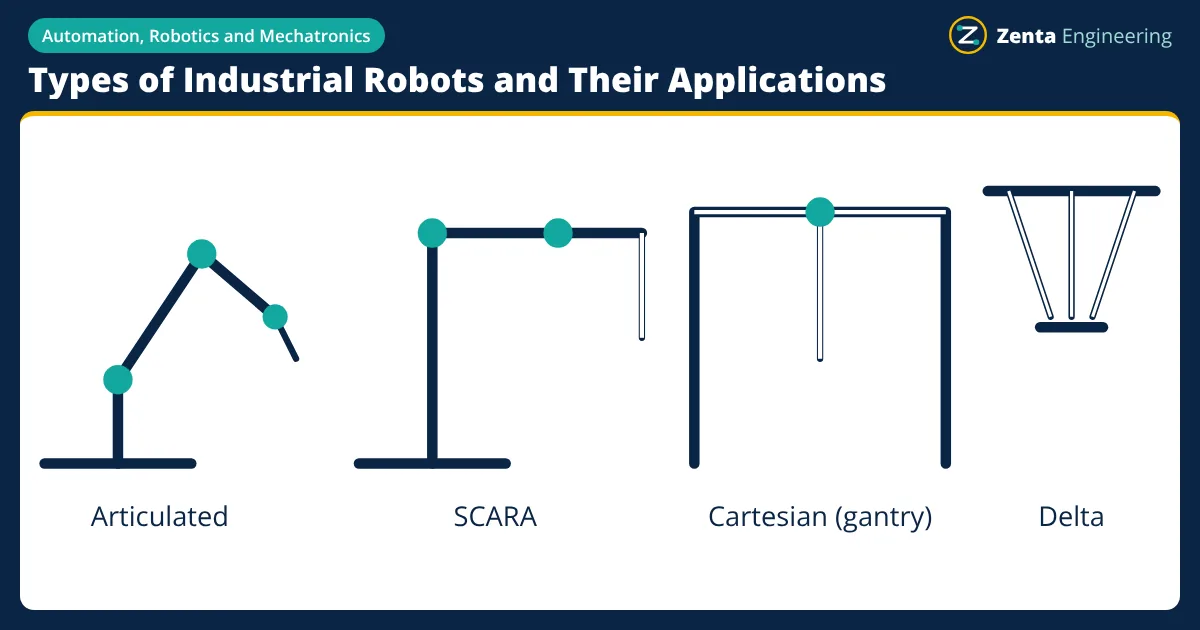 Automation, Robotics and Mechatronics
Zenta Engineering
Types of Industrial Robots and Their Applications
Articulated
SCARA
Cartesian (gantry)
Delta